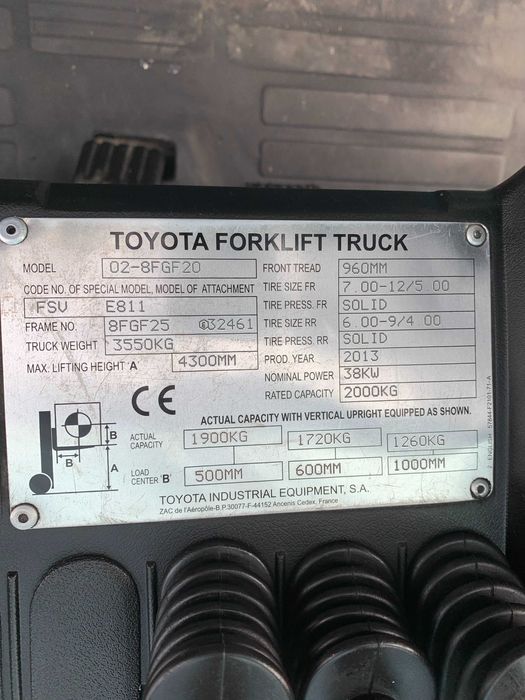 TOYOTA FORKLIFT TRUCK
MODEL 02-8FGF20
CODE NO. OF SPECIAL MODEL, MODEL OF ATTACHMENT
FSV E811
FRAME NO. 8FGF25 32461
TRUCK WEIGHT 3550KG
MAX. LIFTING HEIGHT 'A' 4300MM
FRONT TREAD 960MM
TIRE SIZE FR 7.00-12/5.00
TIRE PRESS. FR SOLID
TIRE SIZE RR 6.00-9/4.00
TIRE PRESS. RR SOLID
PROD. YEAR 2013
NOMINAL POWER 38KW
RATED CAPACITY 2000KG
CE
ACTUAL CAPACITY WITH VERTICAL UPRIGHT EQUIPPED AS SHOWN.
B
B
A
ACTUAL CAPACITY 1900KG 1720KG 1260KG
LOAD CENTER 'B' 500MM 600MM 1000MM
TOYOTA INDUSTRIAL EQUIPMENT, S.A.
ZAC de l'Aéropôle-B.P.30077-F-44152 Ancenis Cedex, France
ENGLISH